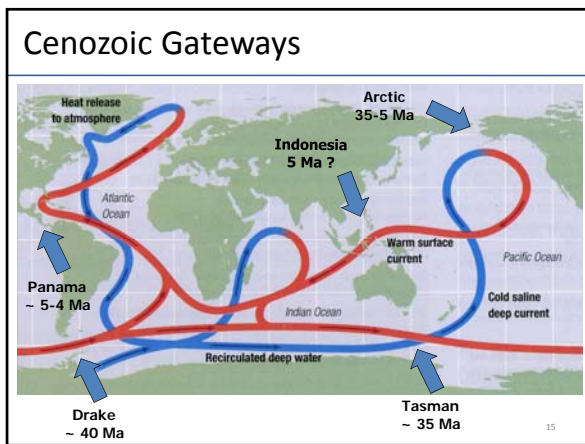 Cenozoic Gateways
Heat release
to atmosphere
Arctic
35-5 Ma
Indonesia
5 Ma ?
Atlantic
Ocean
Warm surface
current
Pacific Ocean
Panama
~ 5-4 Ma
Indian Ocean
Cold saline
deep current
Recirculated deep water
Drake
~ 40 Ma
Tasman
~ 35 Ma
15